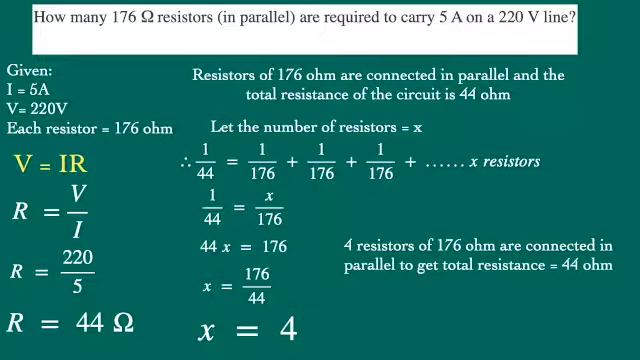 How many 176 Ω resistors (in parallel) are required to carry 5 A on a 220 V line?
Given:
I = 5A
V= 220V
Each resistor = 176 ohm
V = IR
R = V/I
R = 220/5
R = 44 Ω
Resistors of 176 ohm are connected in parallel and the
total resistance of the circuit is 44 ohm
Let the number of resistors = x
∴ 1/44 = 1/176 + 1/176 + 1/176 + ...... x resistors
1/44 = x/176
44 x = 176
x = 176/44
x = 4
4 resistors of 176 ohm are connected in
parallel to get total resistance = 44 ohm